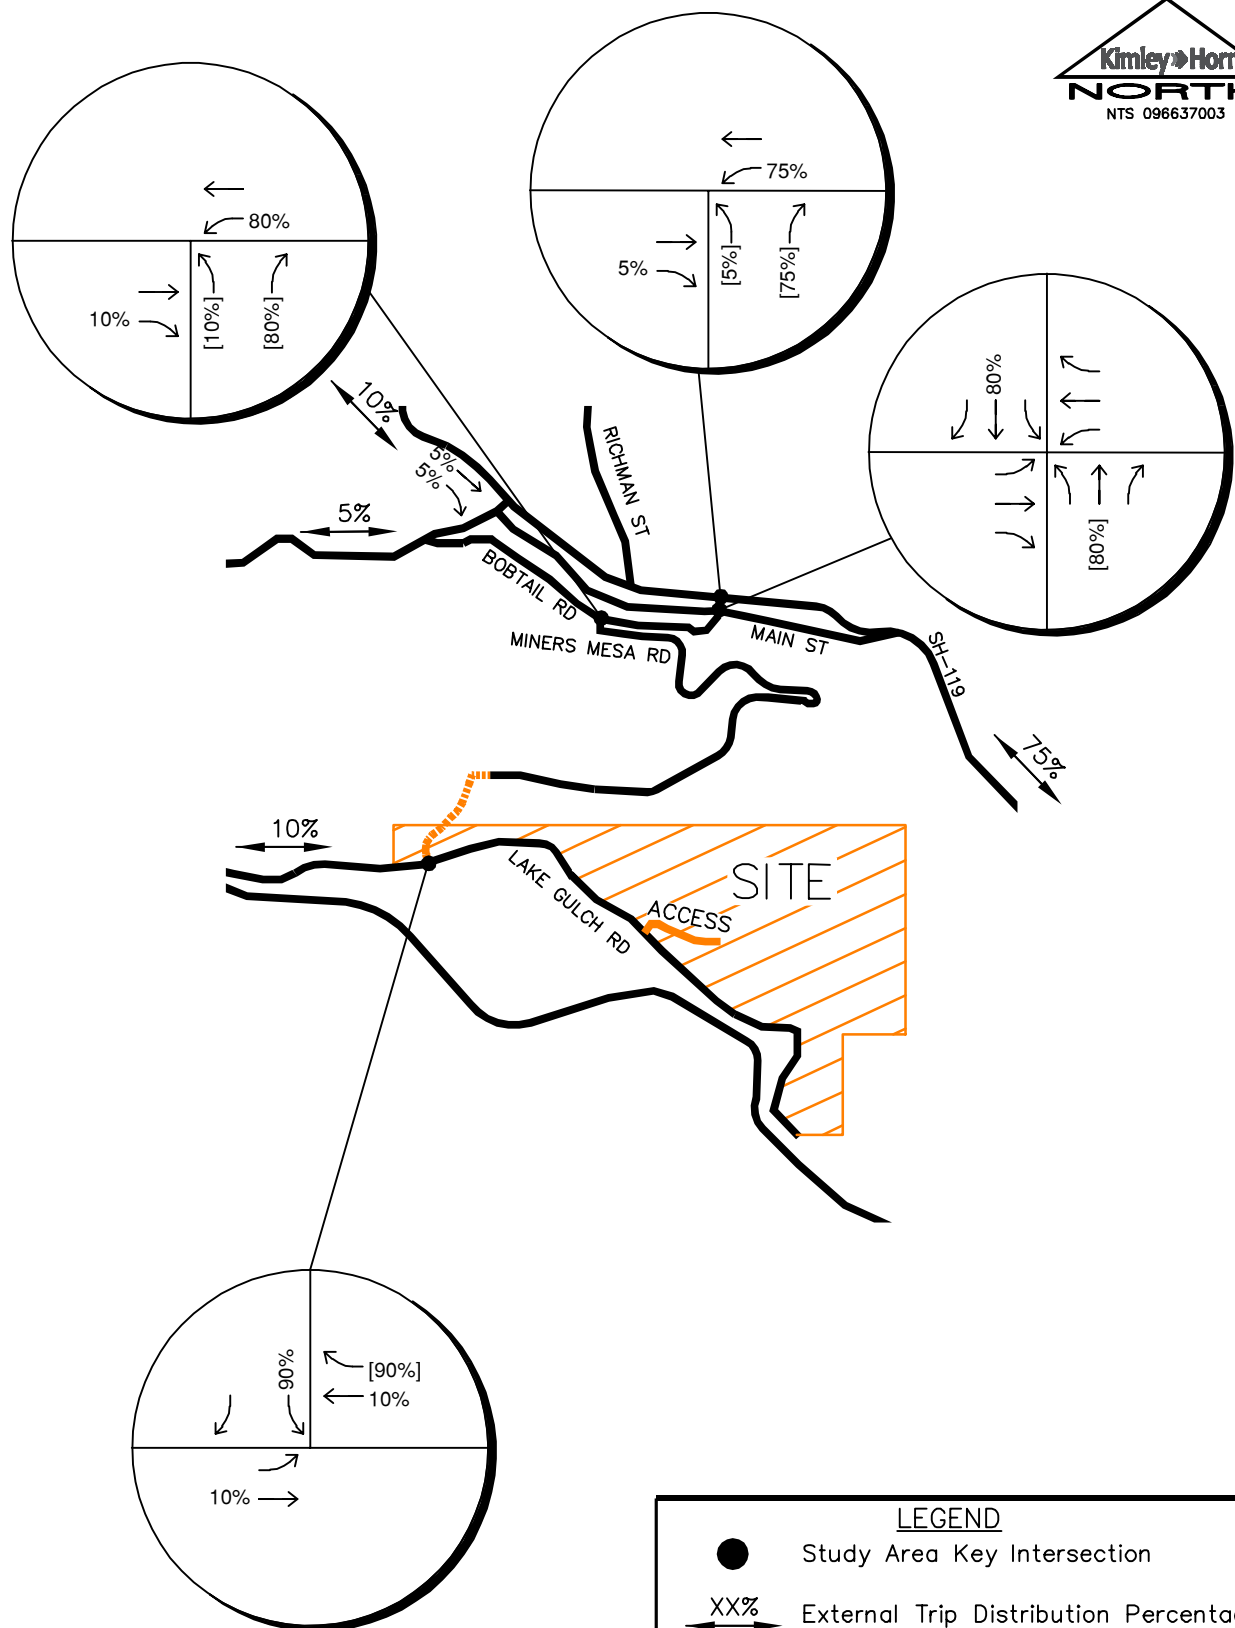 Kimley»Horn
NORTH
NTS 096637003
75%
5%
[5%]
[75%]
80%
10%
[10%]
[80%]
80%
[80%]
10%
5%
5%
5%
RICHMAN ST
BOBTAIL RD
MINERS MESA RD
MAIN ST
SH-119
75%
10%
SITE
LAKE GULCH RD
ACCESS
90%
[90%]
10%
10%
LEGEND
Study Area Key Intersection
XX%
External Trip Distribution